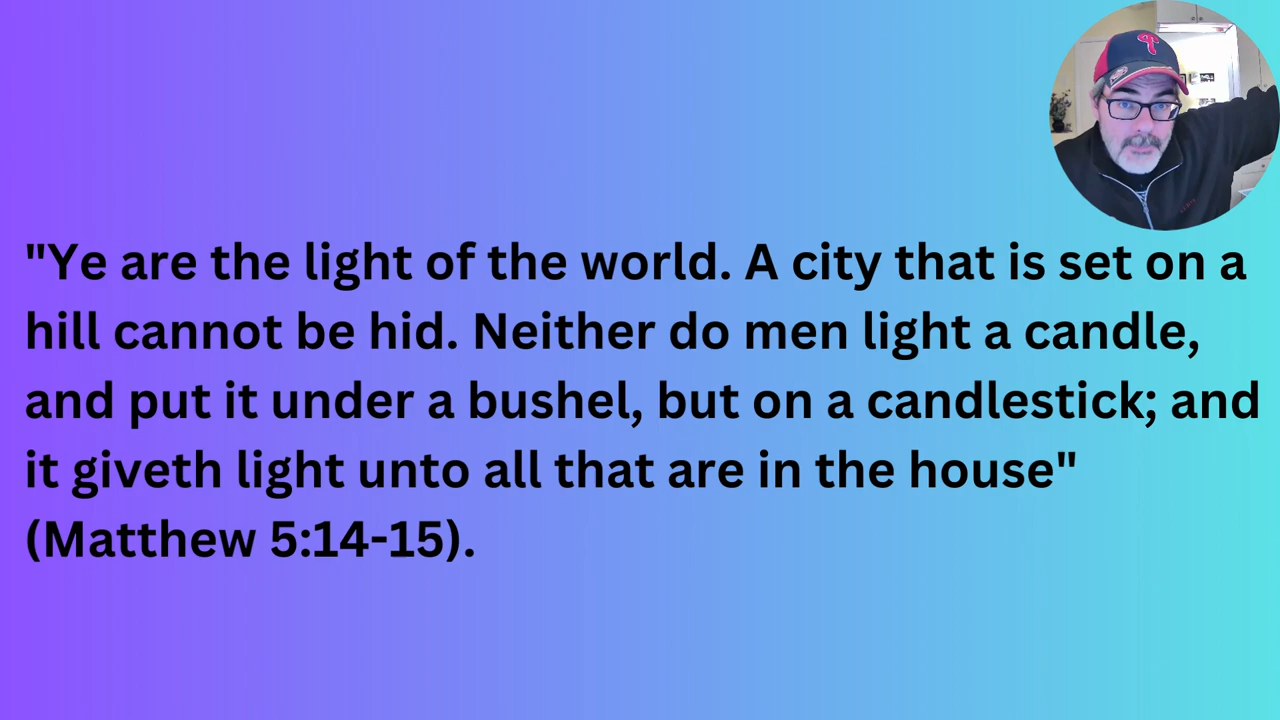 "Ye are the light of the world. A city that is set on a
hill cannot be hid. Neither do men light a candle,
and put it under a bushel, but on a candlestick; and
it giveth light unto all that are in the house"
(Matthew 5:14-15).